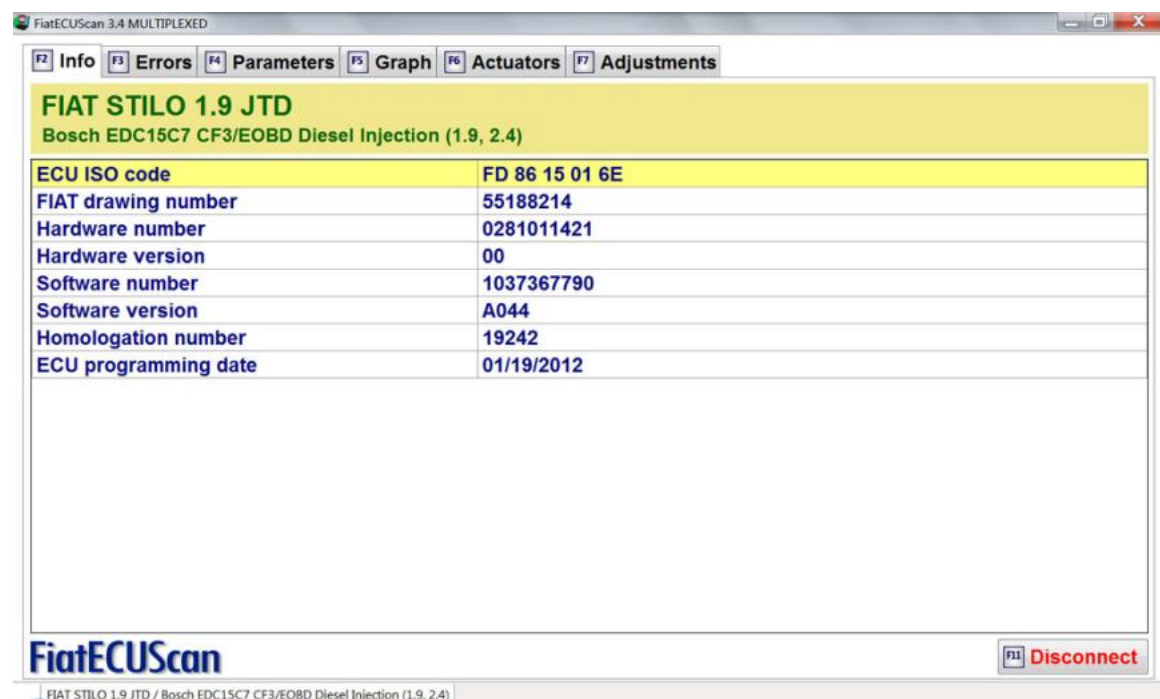 FiatECUScan 3.4 MULTIPLEXED
F2 Info F3 Errors F4 Parameters F5 Graph F6 Actuators F7 Adjustments
FIAT STILO 1.9 JTD
Bosch EDC15C7 CF3/EOBD Diesel Injection (1.9, 2.4)
ECU ISO code FD 86 15 01 6E
FIAT drawing number 55188214
Hardware number 0281011421
Hardware version 00
Software number 1037367790
Software version A044
Homologation number 19242
ECU programming date 01/19/2012
FiatECUScan F11 Disconnect
FIAT STILO 1.9 JTD / Bosch EDC15C7 CF3/EOBD Diesel Injection (1.9, 2.4)